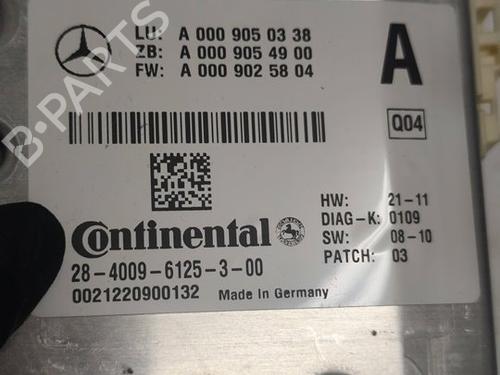 LU: A 000 905 03 38
ZB: A 000 905 49 00
FW: A 000 902 58 04
A
Q04
HW: 21-11
DIAG-K: 0109
SW: 08-10
PATCH: 03
Continental
28-4009-6125-3-00
0021220900132 Made in Germany
B PARTS